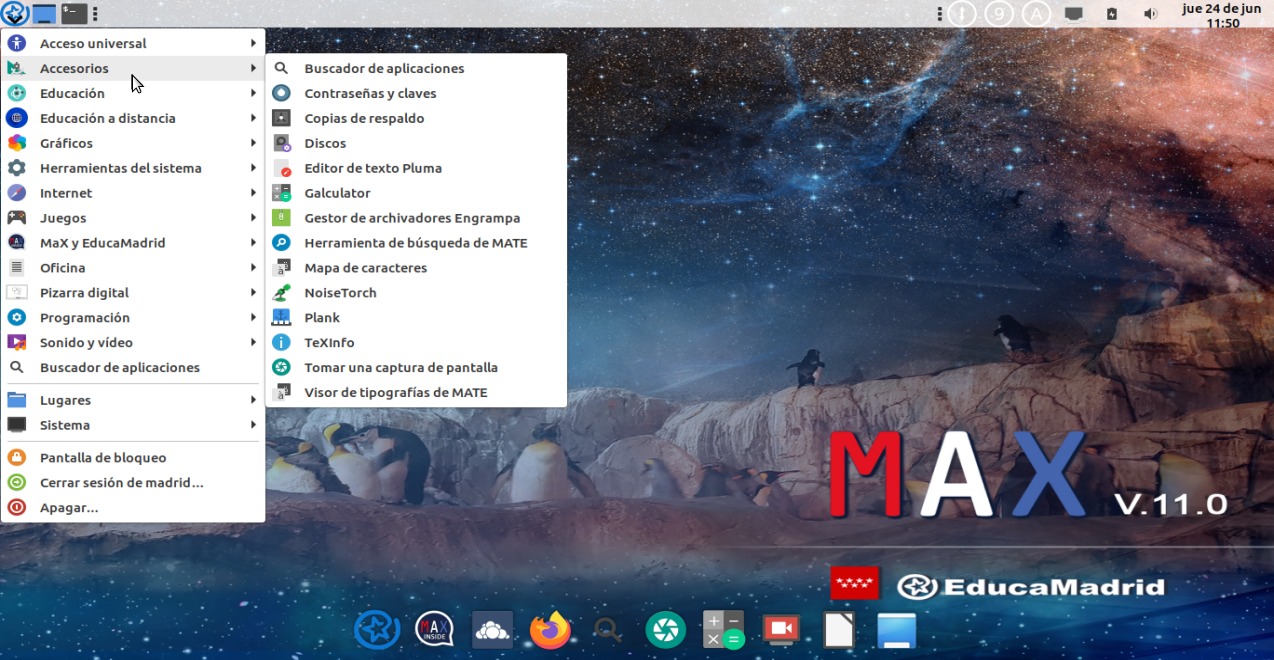 jue 24 de jun
11:50
Acceso universal
Accesorios
Educación
Educación a distancia
Gráficos
Herramientas del sistema
Internet
Juegos
MaX y EducaMadrid
Oficina
Pizarra digital
Programación
Sonido y vídeo
Buscador de aplicaciones
Lugares
Sistema
Pantalla de bloqueo
Cerrar sesión de madrid...
Apagar...
Buscador de aplicaciones
Contraseñas y claves
Copias de respaldo
Discos
Editor de texto Pluma
Galculator
Gestor de archivadores Engrampa
Herramienta de búsqueda de MATE
Mapa de caracteres
NoiseTorch
Plank
TeXInfo
Tomar una captura de pantalla
Visor de tipografías de MATE
9
A
MAX V.11.0
EducaMadrid
MAX
INSIDE